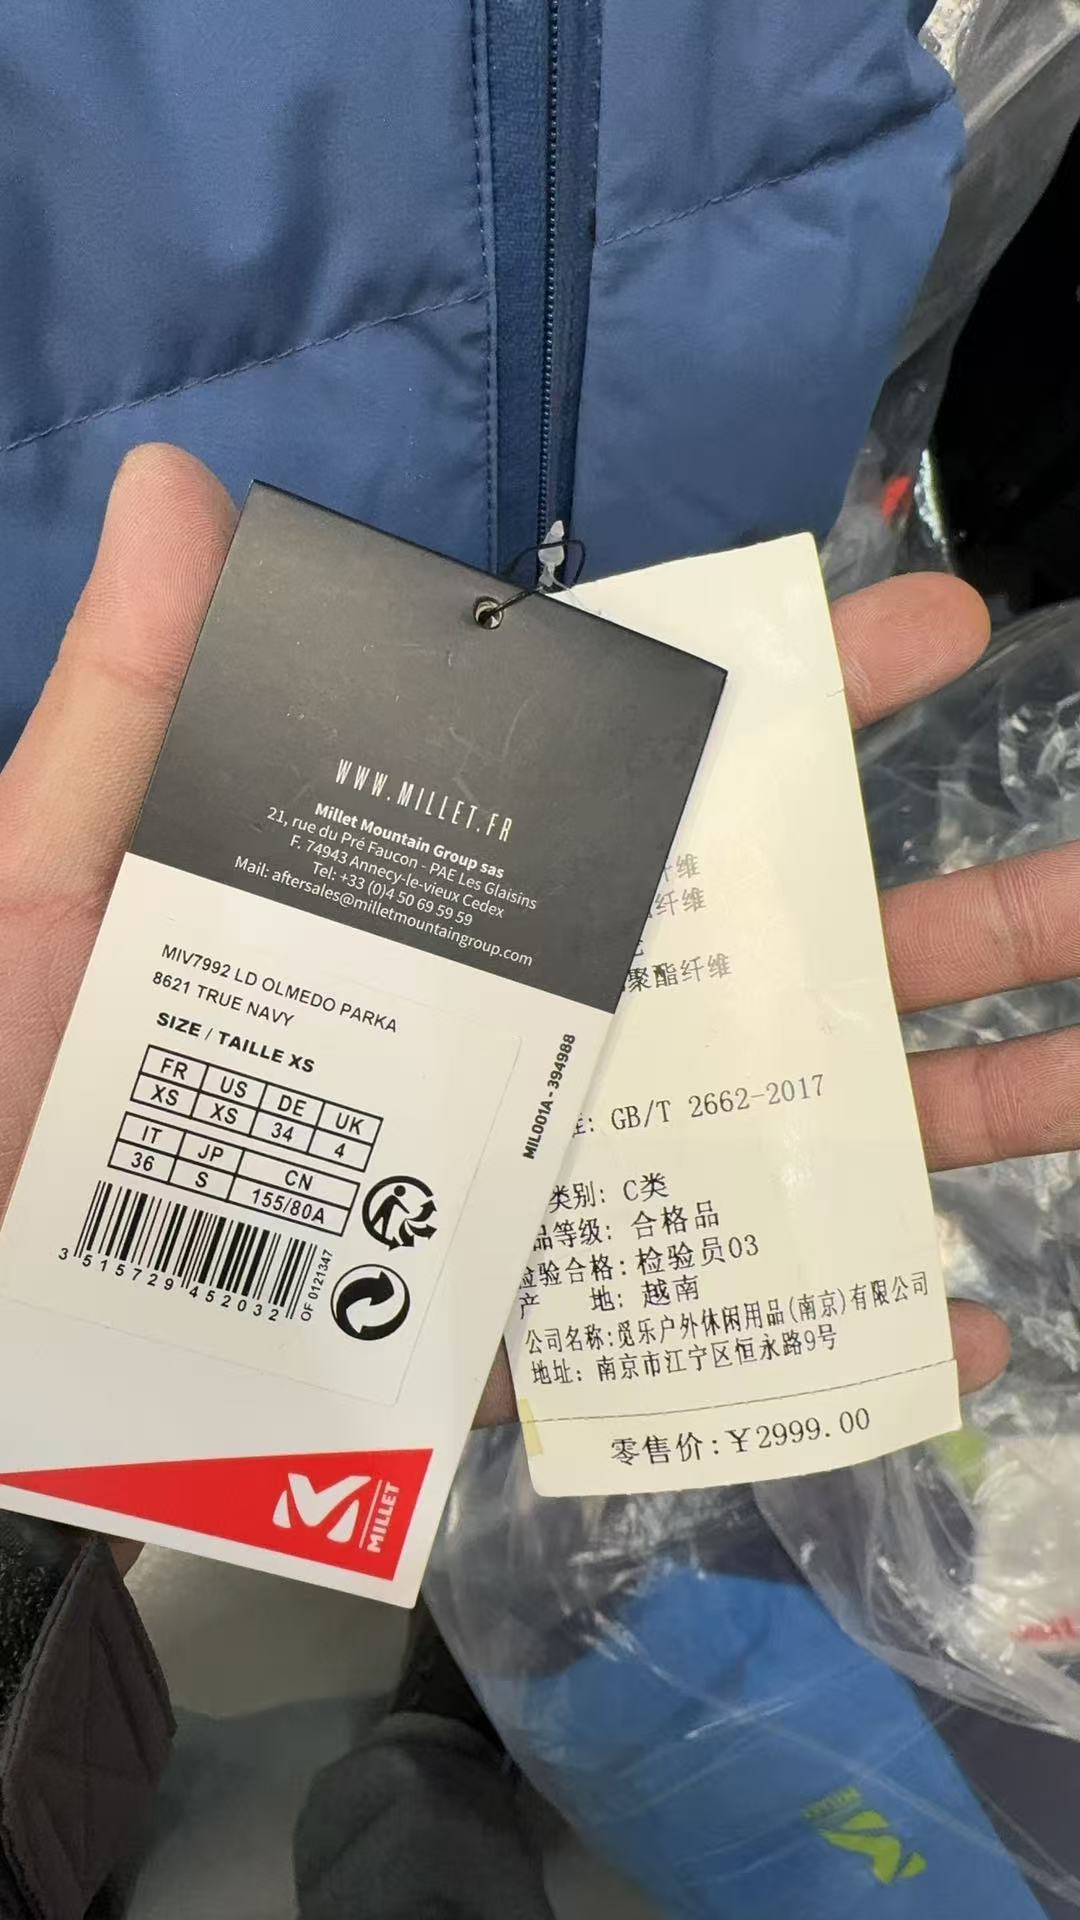 WWW.MILLET.FR
Millet Mountain Group sas
21, rue du Pré Faucon - PAE Les Glaisins
F. 74943 Annecy-le-vieux Cedex
Tel: +33 (0)4 50 69 59 59
Mail: aftersales@milletmountaingroup.com
MIV7992 LD OLMEDO PARKA
8621 TRUE NAVY
SIZE / TAILLE XS
FR US DE UK
XS XS 34 4
IT JP CN
36 S 155/80A
3 515729 452032
OF 0121347
MIL001A - 394988
MILLET
纤维
纤维
聚酯纤维
: GB/T 2662-2017
类别: C类
品等级: 合格品
检验合格: 检验员03
产 地: 越南
公司名称:觅乐户外休闲用品(南京)有限公司
地址: 南京市江宁区恒永路9号
零售价:￥2999.00
MILLET